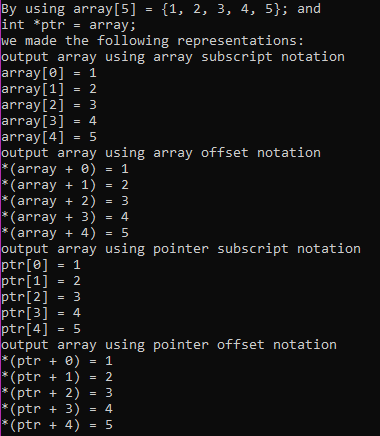 By using array[5] = {1, 2, 3, 4, 5}; and
int *ptr = array;
we made the following representations:
output array using array subscript notation
array[0] = 1
array[1] = 2
array[2] = 3
array[3] = 4
array[4] = 5
output array using array offset notation
*(array + 0) = 1
*(array + 1) = 2
*(array + 2) = 3
*(array + 3) = 4
*(array + 4) = 5
output array using pointer subscript notation
ptr[0] = 1
ptr[1] = 2
ptr[2] = 3
ptr[3] = 4
ptr[4] = 5
output array using pointer offset notation
*(ptr + 0) = 1
*(ptr + 1) = 2
*(ptr + 2) = 3
*(ptr + 3) = 4
*(ptr + 4) = 5